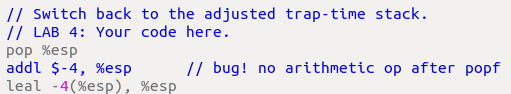 // Switch back to the adjusted trap-time stack.
// LAB 4: Your code here.
pop %esp
addl $-4, %esp // bug! no arithmetic op after popf
leal -4(%esp), %esp